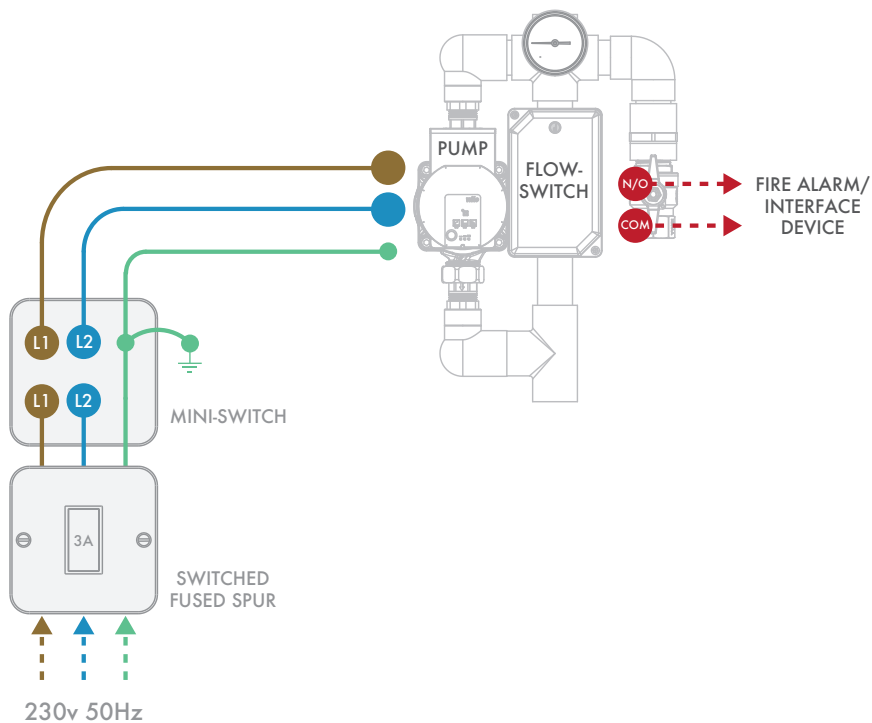 PUMP
FLOW-
SWITCH
N/O
COM
FIRE ALARM/
INTERFACE
DEVICE
L1
L2
L1
L2
MINI-SWITCH
3A
SWITCHED
FUSED SPUR
230v 50Hz